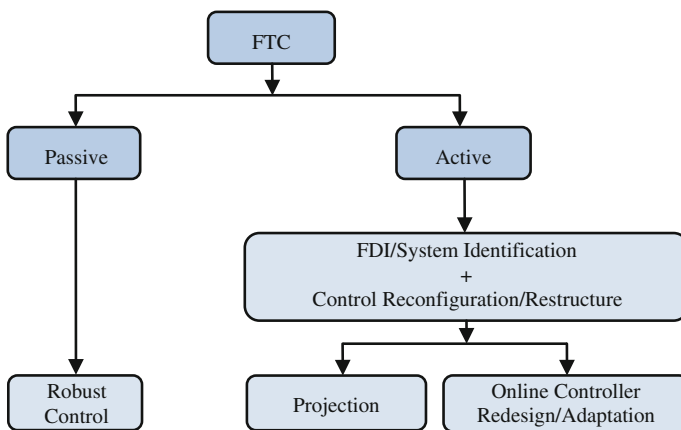 FTC
Passive
Active
FDI/System Identification
+
Control Reconfiguration/Restructure
Robust
Control
Projection
Online Controller
Redesign/Adaptation